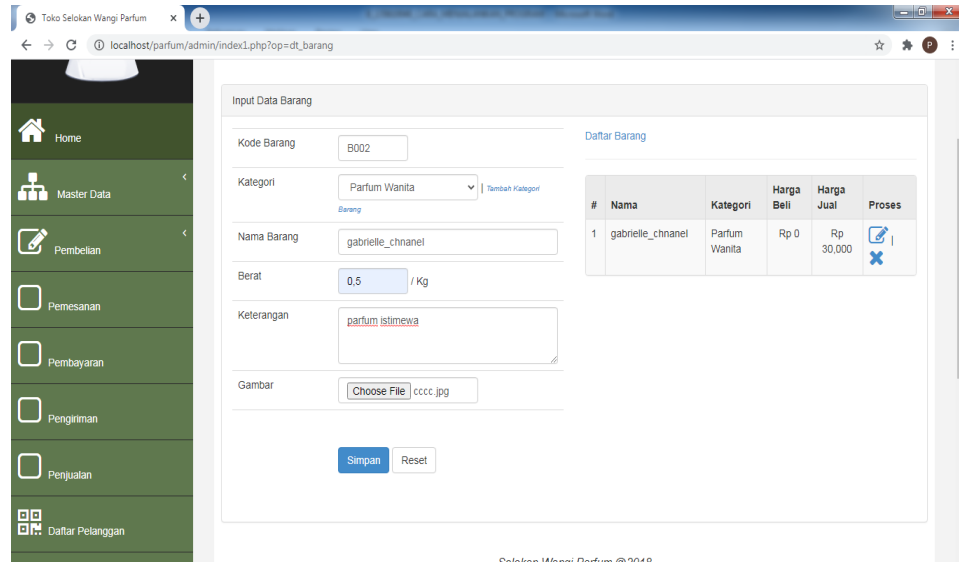 Toko Selokan Wangi Parfum
localhost/parfum/admin/index1.php?op=dt_barang
P
Home
Master Data
Pembelian
Pemesanan
Pembayaran
Pengiriman
Penjualan
Daftar Pelanggan
Input Data Barang
Kode Barang
B002
Kategori
Parfum Wanita | Tambah Kategori
Barang
Nama Barang
gabrielle_chnanel
Berat
0,5 / Kg
Keterangan
parfum istimewa
Gambar
Choose File cccc.jpg
Simpan Reset
Daftar Barang
# Nama Kategori Harga Beli Harga Jual Proses
1 gabrielle_chnanel Parfum Wanita Rp 0 Rp 30,000 |
Selokan Wangi Parfum @2018